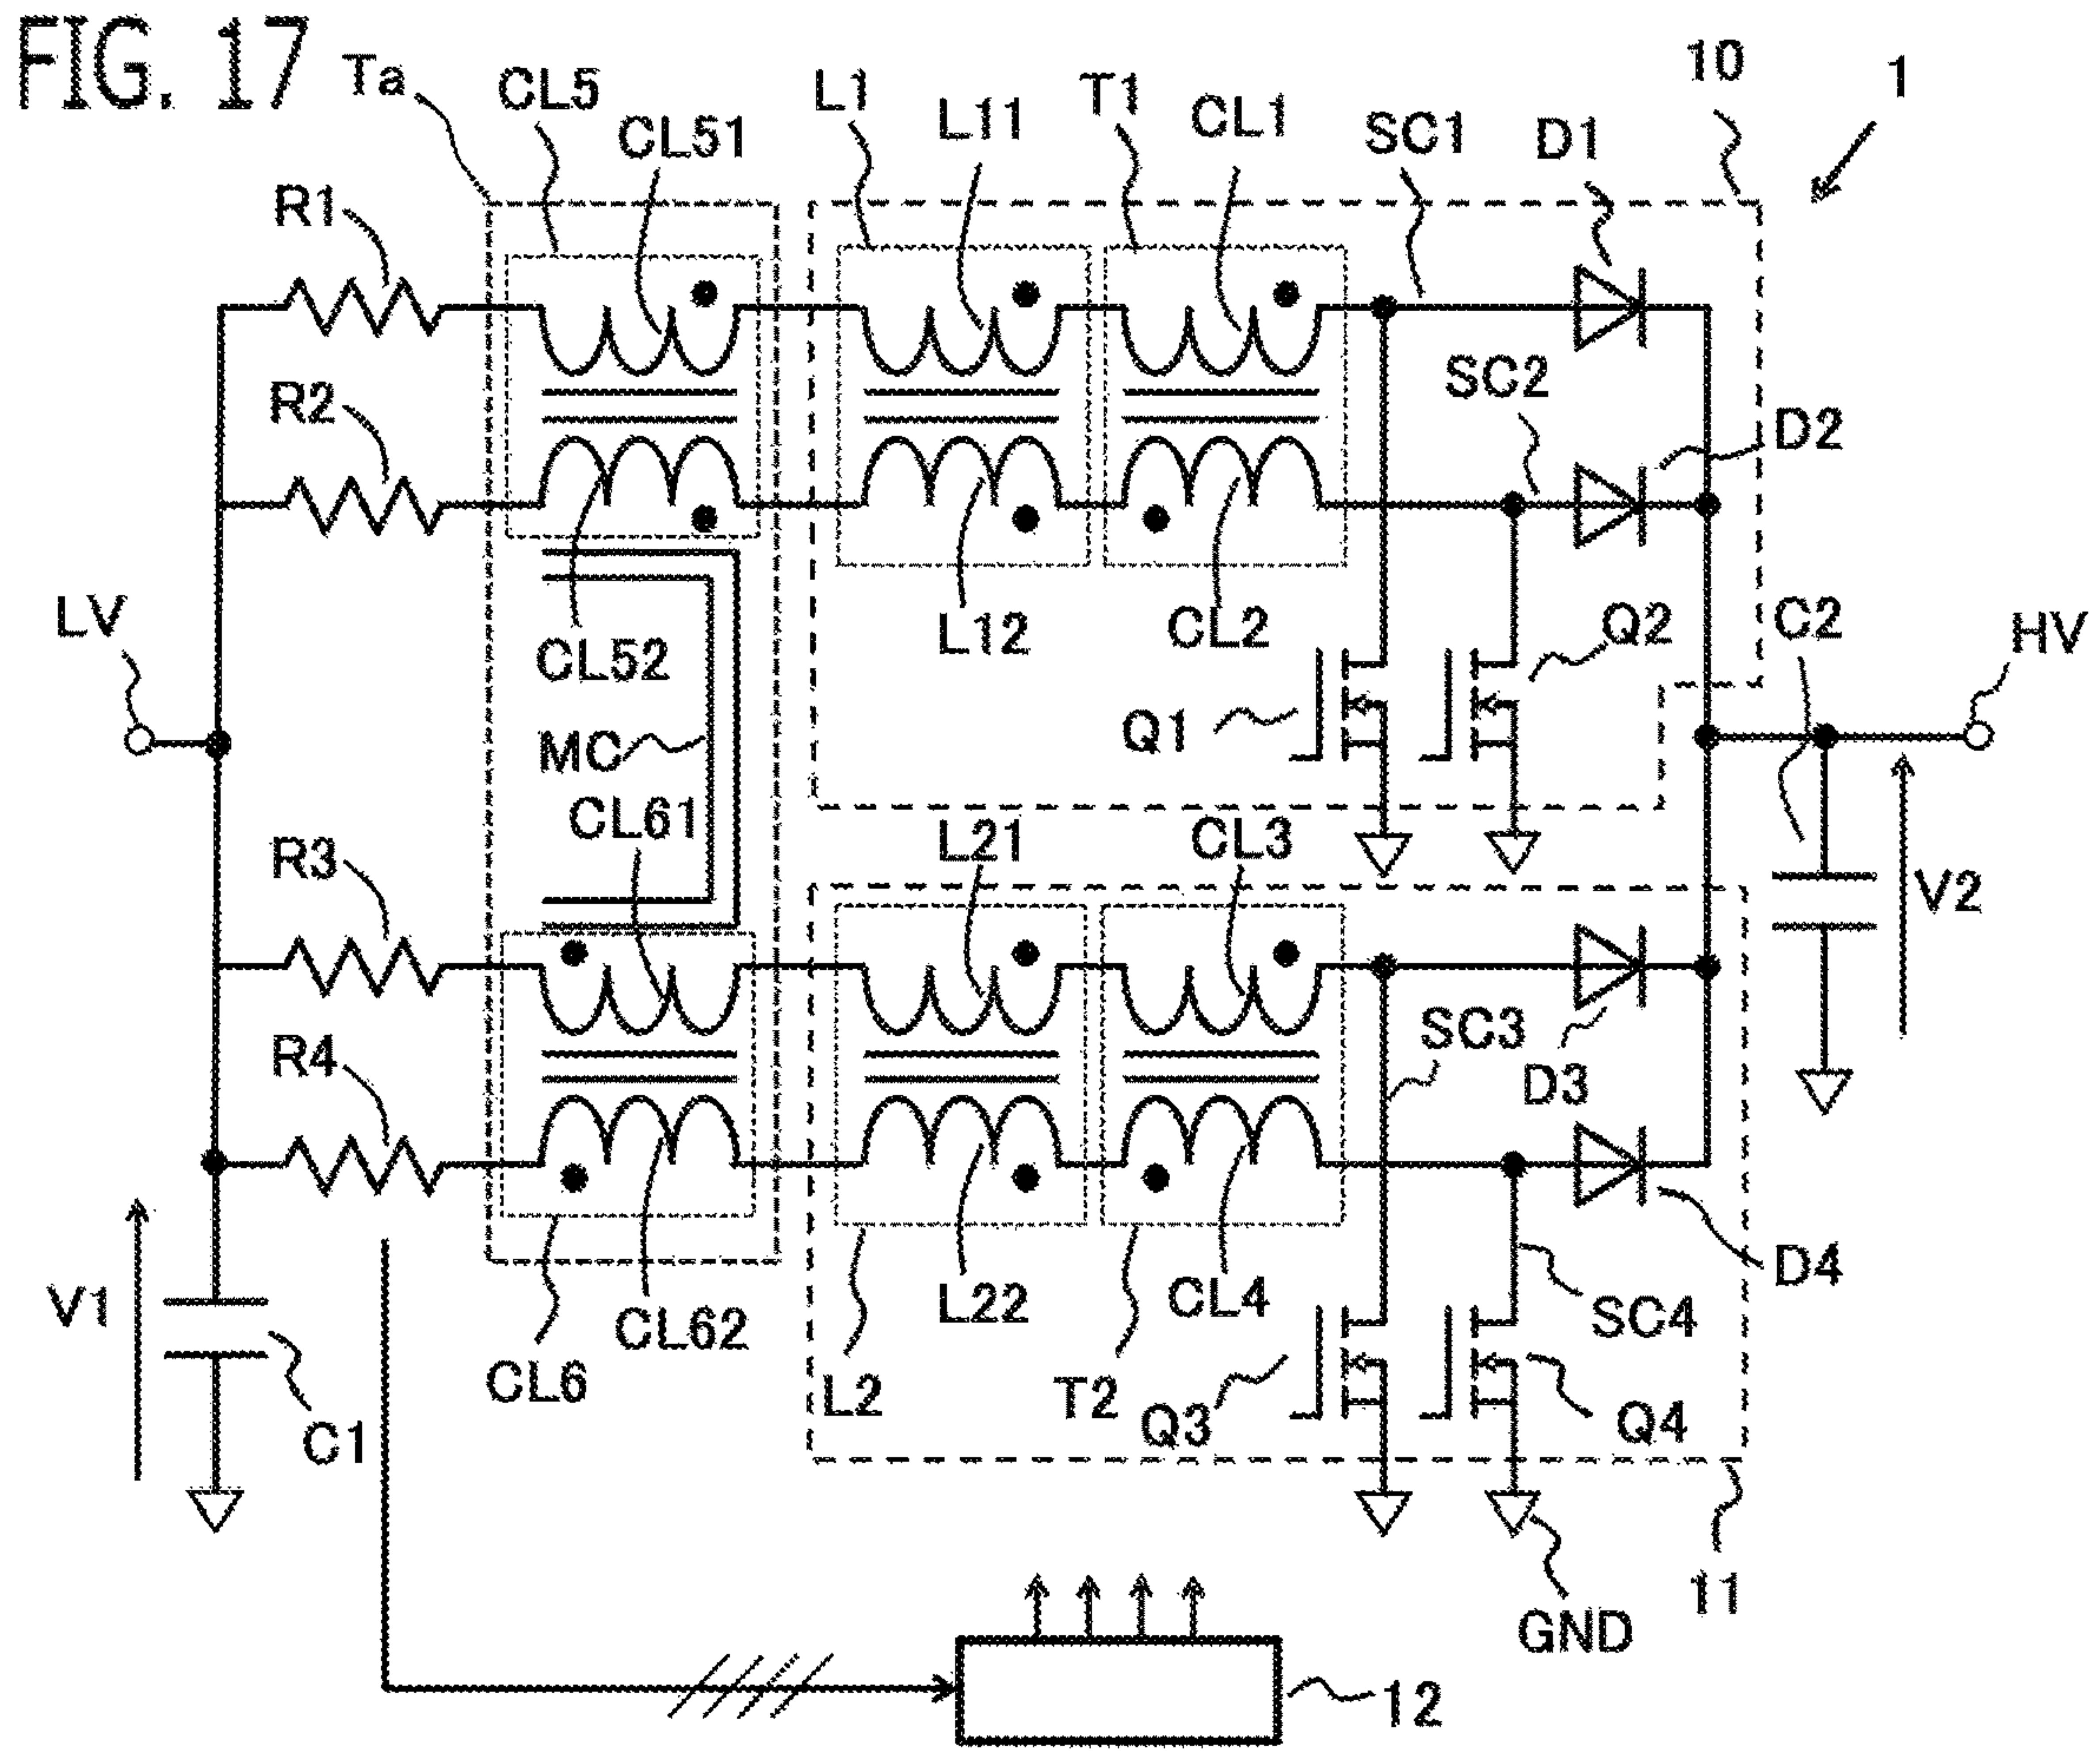 FIG. 17
Ta
CL5
CL51
L1
L11
T1
CL1
SC1
D1
10
1
R1
R2
SC2
D2
LV
CL52
L12
CL2
Q2
C2
HV
Q1
MC
CL61
L21
CL3
R3
V2
SC3
R4
D3
D4
V1
CL62
L22
CL4
SC4
CL6
L2
T2
Q3
Q4
C1
11
GND
12